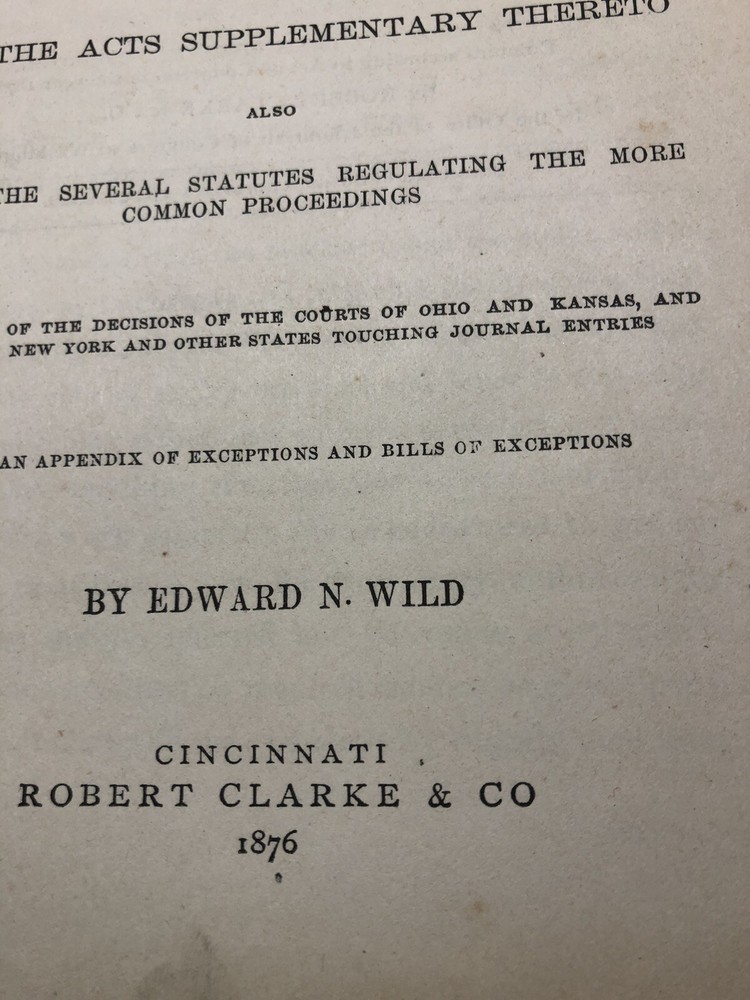 THE ACTS SUPPLEMENTARY THERETO
ALSO
THE SEVERAL STATUTES REGULATING THE MORE
COMMON PROCEEDINGS
OF THE DECISIONS OF THE COURTS OF OHIO AND KANSAS, AND
NEW YORK AND OTHER STATES TOUCHING JOURNAL ENTRIES
AN APPENDIX OF EXCEPTIONS AND BILLS OF EXCEPTIONS
BY EDWARD N. WILD
CINCINNATI
ROBERT CLARKE & CO
1876